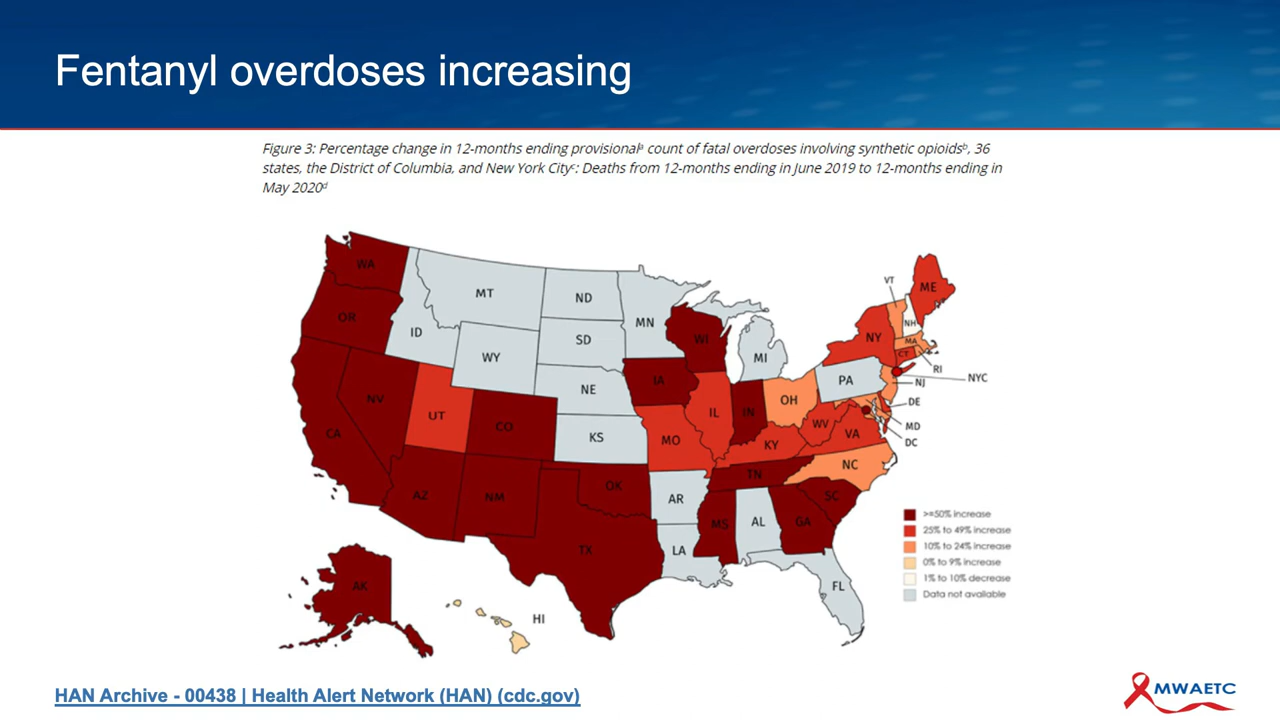 Fentanyl overdoses increasing
Figure 3: Percentage change in 12-months ending provisionalᵃ count of fatal overdoses involving synthetic opioidsᵇ, 36
states, the District of Columbia, and New York Cityᶜ: Deaths from 12-months ending in June 2019 to 12-months ending in
May 2020ᵈ
WA
MT
ND
MN
VT
ME
OR
ID
WY
SD
WI
MI
NH
NY
MA
CT
RI
NYC
NV
UT
CO
NE
IA
IL
IN
OH
PA
NJ
DE
MD
DC
CA
KS
MO
KY
WV
VA
AZ
NM
OK
AR
TN
NC
TX
LA
MS
AL
GA
SC
FL
AK
HI
>=50% increase
25% to 49% increase
10% to 24% increase
0% to 9% increase
1% to 10% decrease
Data not available
HAN Archive - 00438 | Health Alert Network (HAN) (cdc.gov)
MWAETC